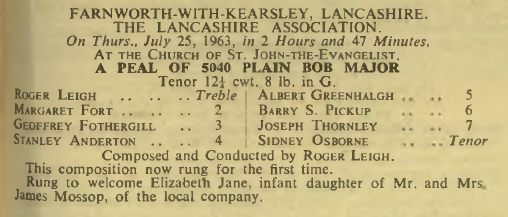 FARNWORTH-WITH-KEARSLEY, LANCASHIRE.
THE LANCASHIRE ASSOCIATION.
On Thurs., July 25, 1963, in 2 Hours and 47 Minutes,
AT THE CHURCH OF ST. JOHN-THE-EVANGELIST,
A PEAL OF 5040 PLAIN BOB MAJOR
Tenor 12¼ cwt. 8 lb. in G.
ROGER LEIGH .. .. .. Treble | ALBERT GREENHALGH .. .. 5
MARGARET FORT .. .. 2 | BARRY S. PICKUP .. .. 6
GEOFFREY FOTHERGILL .. 3 | JOSEPH THORNLEY .. .. 7
STANLEY ANDERTON .. .. 4 | SIDNEY OSBORNE .. .. Tenor
Composed and Conducted by ROGER LEIGH.
This composition now rung for the first time.
Rung to welcome Elizabeth Jane, infant daughter of Mr. and Mrs.
James Mossop, of the local company.